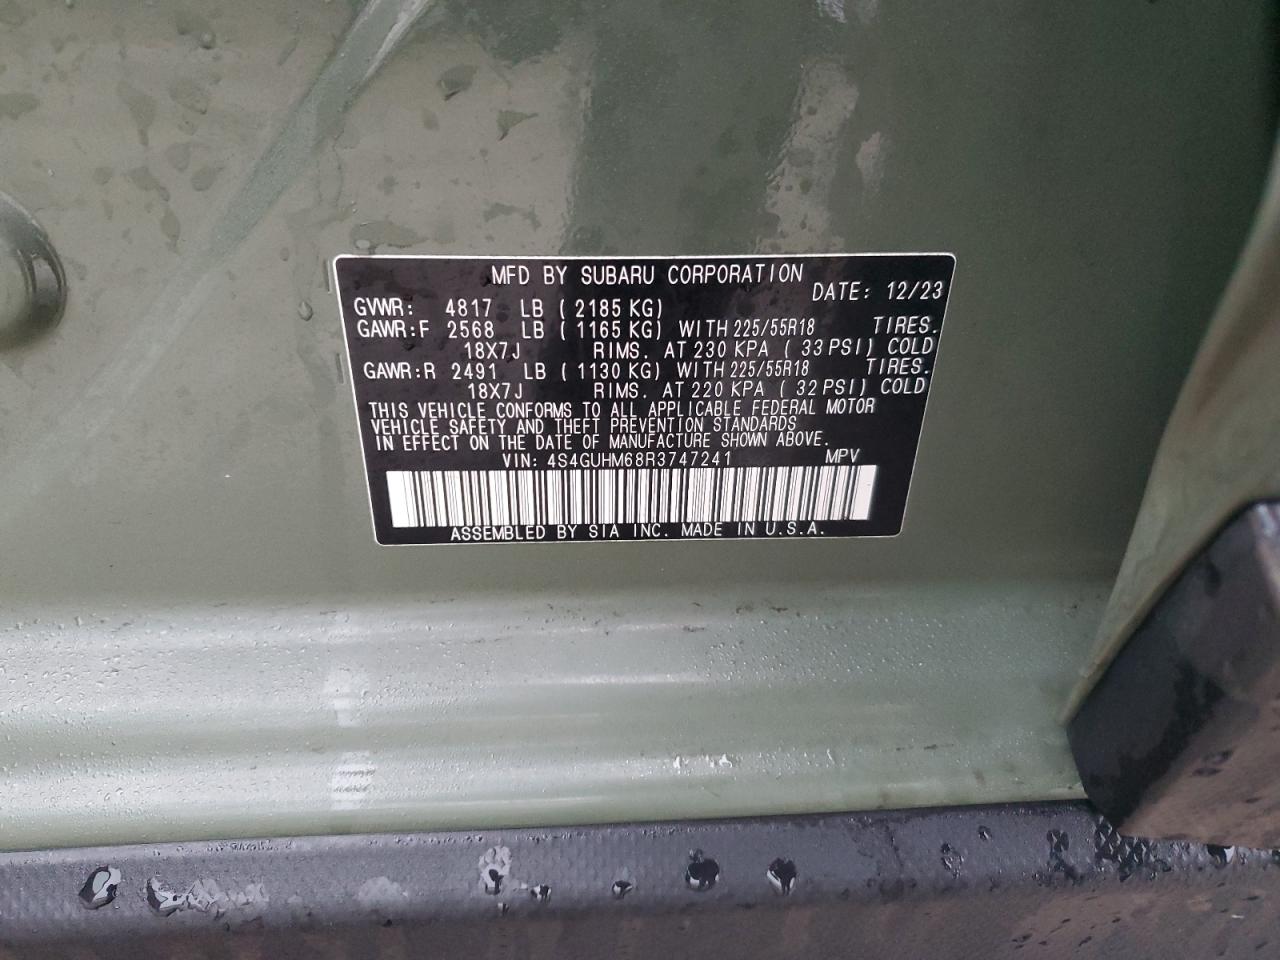 MFD BY SUBARU CORPORATION
DATE: 12/23
GVWR: 4817 LB ( 2185 KG)
GAWR:F 2568 LB ( 1165 KG) WITH 225/55R18 TIRES.
18X7J RIMS. AT 230 KPA ( 33 PSI) COLD
GAWR:R 2491 LB ( 1130 KG) WITH 225/55R18 TIRES.
18X7J RIMS. AT 220 KPA ( 32 PSI) COLD
THIS VEHICLE CONFORMS TO ALL APPLICABLE FEDERAL MOTOR
VEHICLE SAFETY AND THEFT PREVENTION STANDARDS
IN EFFECT ON THE DATE OF MANUFACTURE SHOWN ABOVE.
VIN: 4S4GUHM68R3747241 MPV
ASSEMBLED BY SIA INC. MADE IN U.S.A.